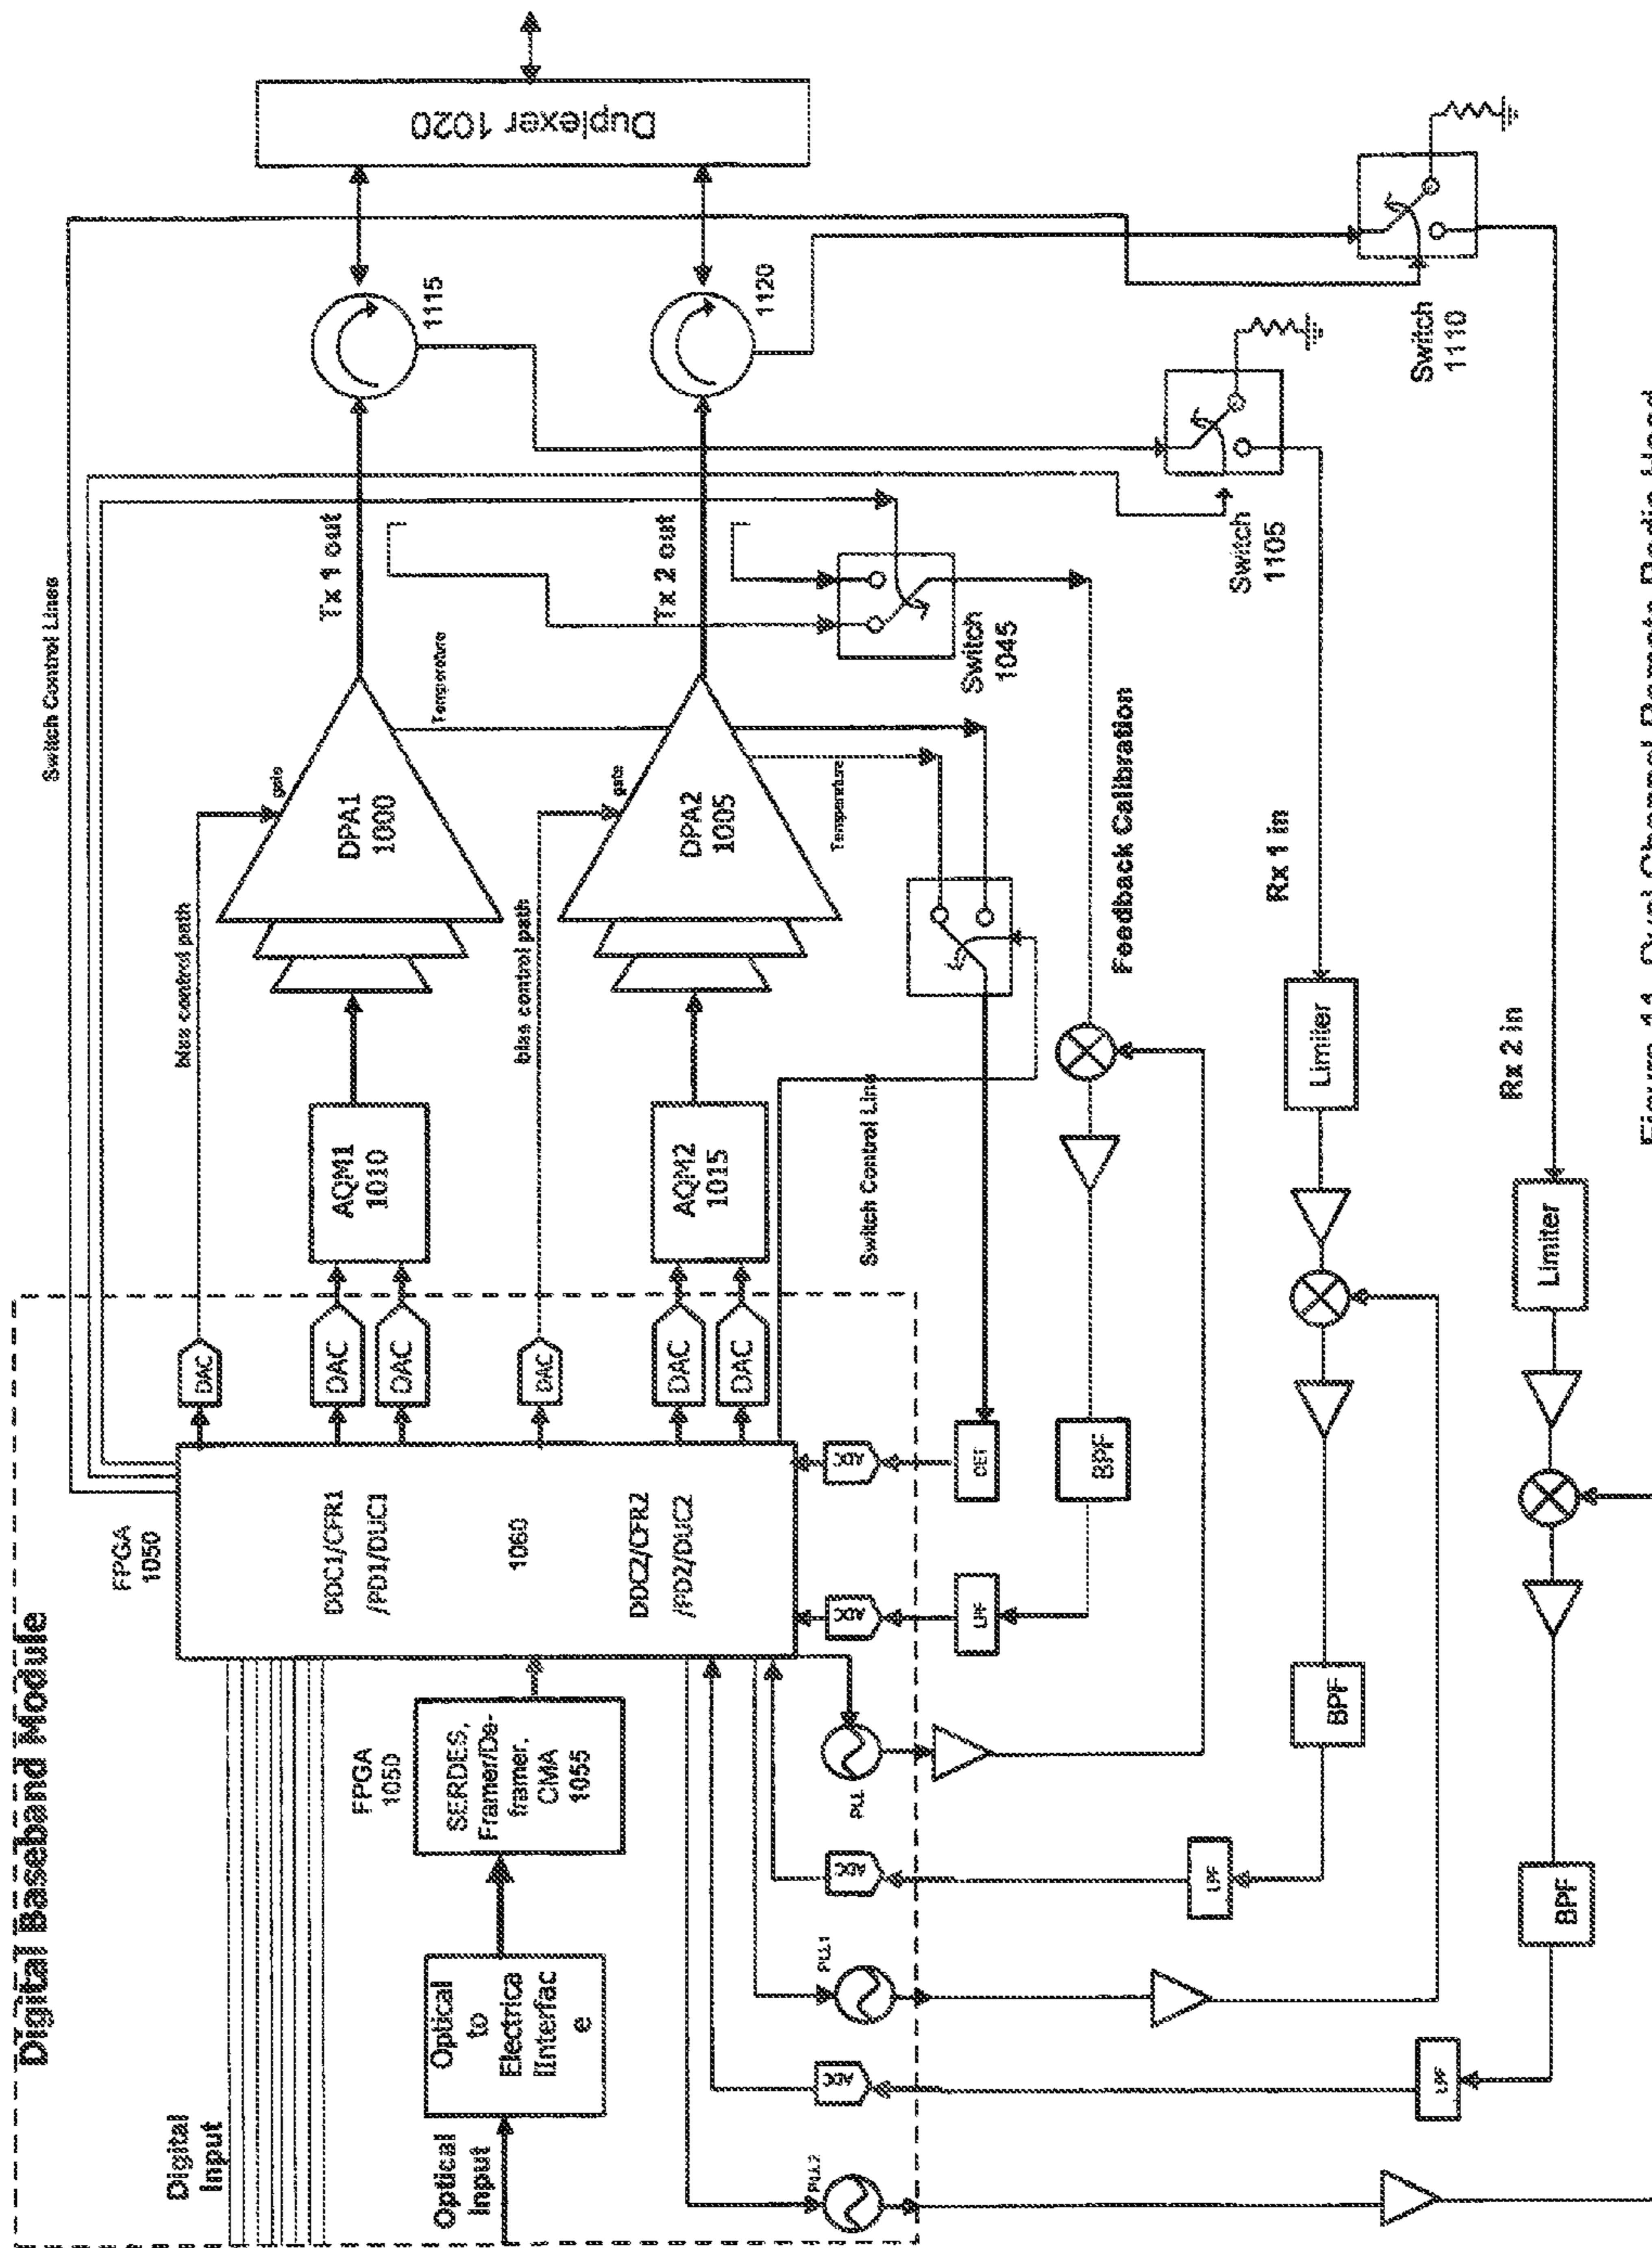 Digital Baseband Module
Digital
Input
Optical
Input
Optical
to
Electrica
lInterfac
e
FPGA
1050
SERDES,
Framer/De-
framer,
CMA
1055
FPGA
1050
DDC1/CFR1
/PD1/DUC1
1060
DDC2/CFR2
/PD2/DUC2
DAC
DAC
DAC
DAC
DAC
DAC
AQM1
1010
AQM2
1015
bias control path
bias control path
gate
gate
DPA1
1000
DPA2
1005
Temperature
Temperature
Tx 1 out
Tx 2 out
Switch Control Lines
1115
1120
Duplexer 1020
Switch
1045
Switch
1105
Switch
1110
Switch Control Line
Feedback Calibration
ADC
DET
ADC
LPF
BPF
PLL
ADC
LPF
BPF
Limiter
Rx 1 in
PLL1
ADC
LPF
BPF
Limiter
Rx 2 in
PLL2